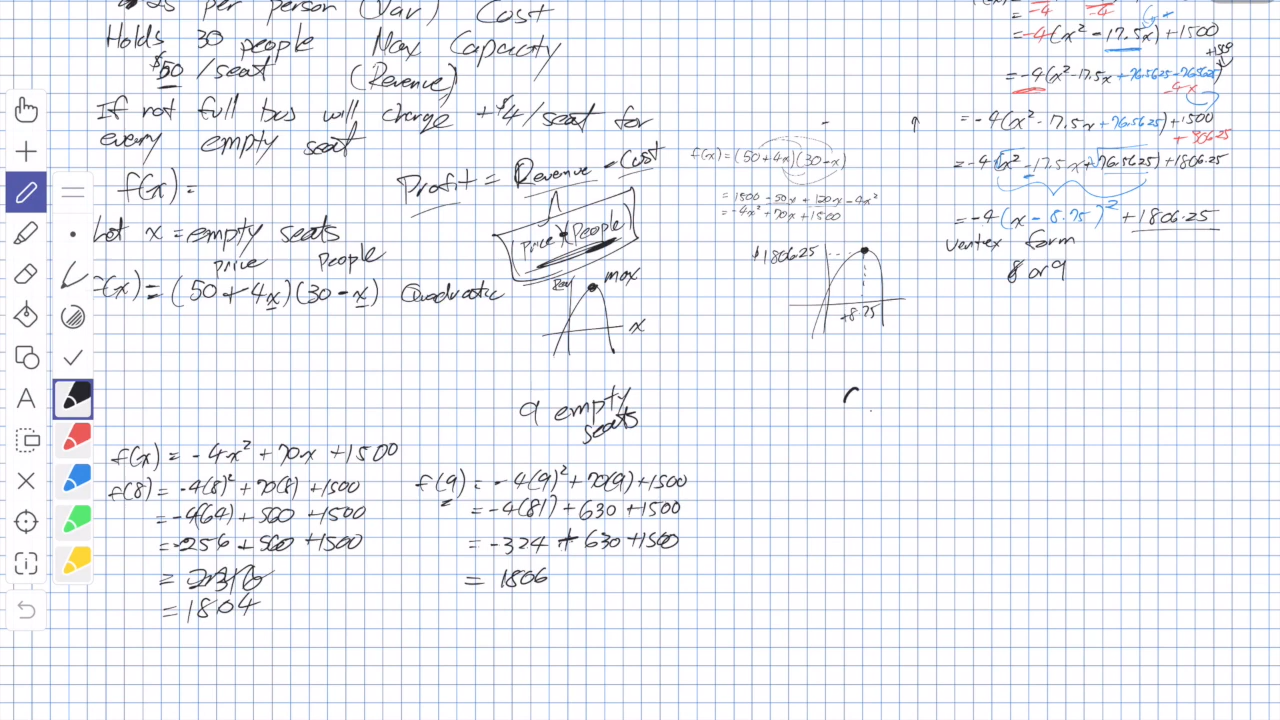 25 per person (Var) Cost
Holds 30 people Max Capacity
$50 /seat (Revenue)
If not full bus will charge +$4/seat for
every empty seat
f(x) = Profit = Revenue - Cost
(Price)(People)
Let x = empty seats
price People
f(x) = (50 + 4x)(30 - x) Quadratic
Rev max
x
9 empty
seats
f(x) = -4x² + 70x + 1500
f(8) = -4(8)² + 70(8) + 1500
= -4(64) + 560 + 1500
= -256 + 560 + 1500
= 1804
f(9) = -4(9)² + 70(9) + 1500
= -4(81) + 630 + 1500
= -324 + 630 + 1500
= 1806
f(x) = (50 + 4x)(30 - x)
= 1500 - 50x + 120x - 4x²
= -4x² + 70x + 1500
$1806.25
+8.75
= -4 -4
= -4(x² - 17.5x) + 1500
= -4(x² - 17.5x + 76.5625 - 76.5625)
-4x
= -4(x² - 17.5x + 76.5625) + 1500
+ 306.25
= -4(x² - 17.5x + 76.5625) + 1806.25
= -4(x - 8.75)² + 1806.25
Vertex form
8 or 9
A